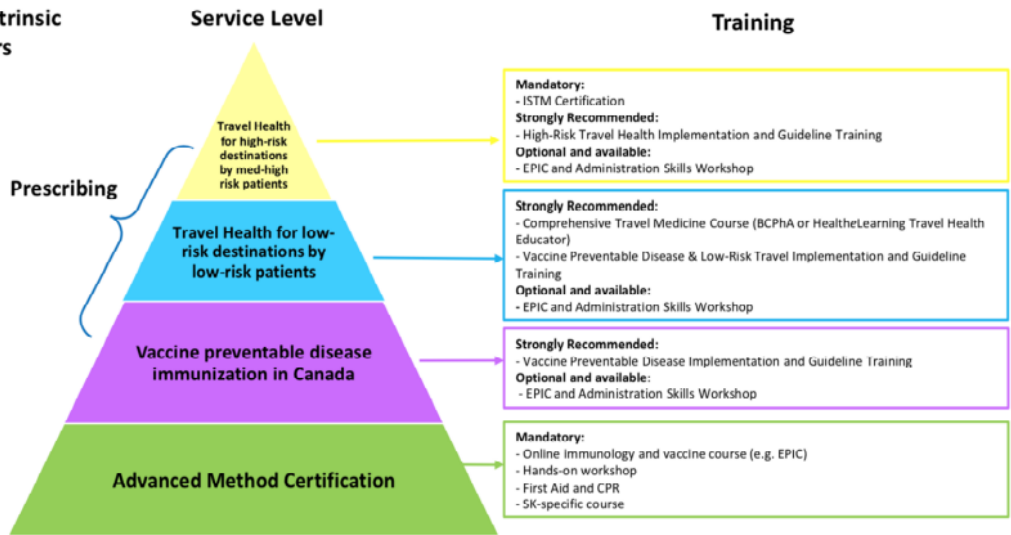 trinsic
rs
Service Level
Training
Prescribing
Travel Health
for high-risk
destinations
by med-high
risk patients
Mandatory:
- ISTM Certification
Strongly Recommended:
- High-Risk Travel Health Implementation and Guideline Training
Optional and available:
- EPIC and Administration Skills Workshop
Travel Health for low-
risk destinations by
low-risk patients
Strongly Recommended:
- Comprehensive Travel Medicine Course (BCPhA or HealtheLearning Travel Health
Educator)
- Vaccine Preventable Disease & Low-Risk Travel Implementation and Guideline
Training
Optional and available:
- EPIC and Administration Skills Workshop
Vaccine preventable disease
immunization in Canada
Strongly Recommended:
- Vaccine Preventable Disease Implementation and Guideline Training
Optional and available:
- EPIC and Administration Skills Workshop
Advanced Method Certification
Mandatory:
- Online Immunology and vaccine course (e.g. EPIC)
- Hands-on workshop
- First Aid and CPR
- SK-specific course